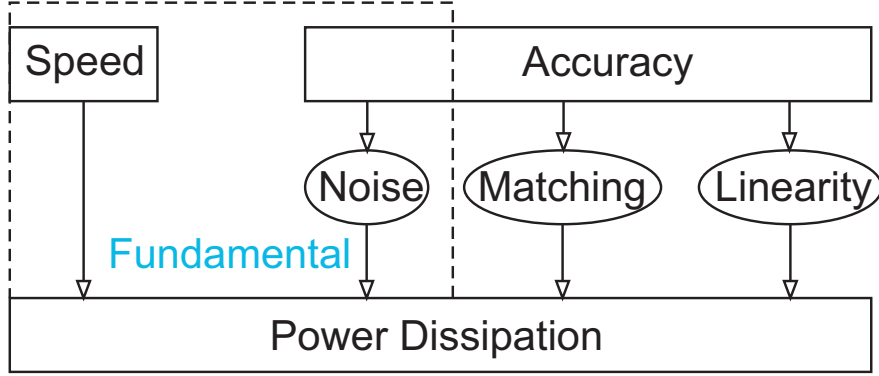 Speed
Accuracy
Noise
Matching
Linearity
Fundamental
Power Dissipation